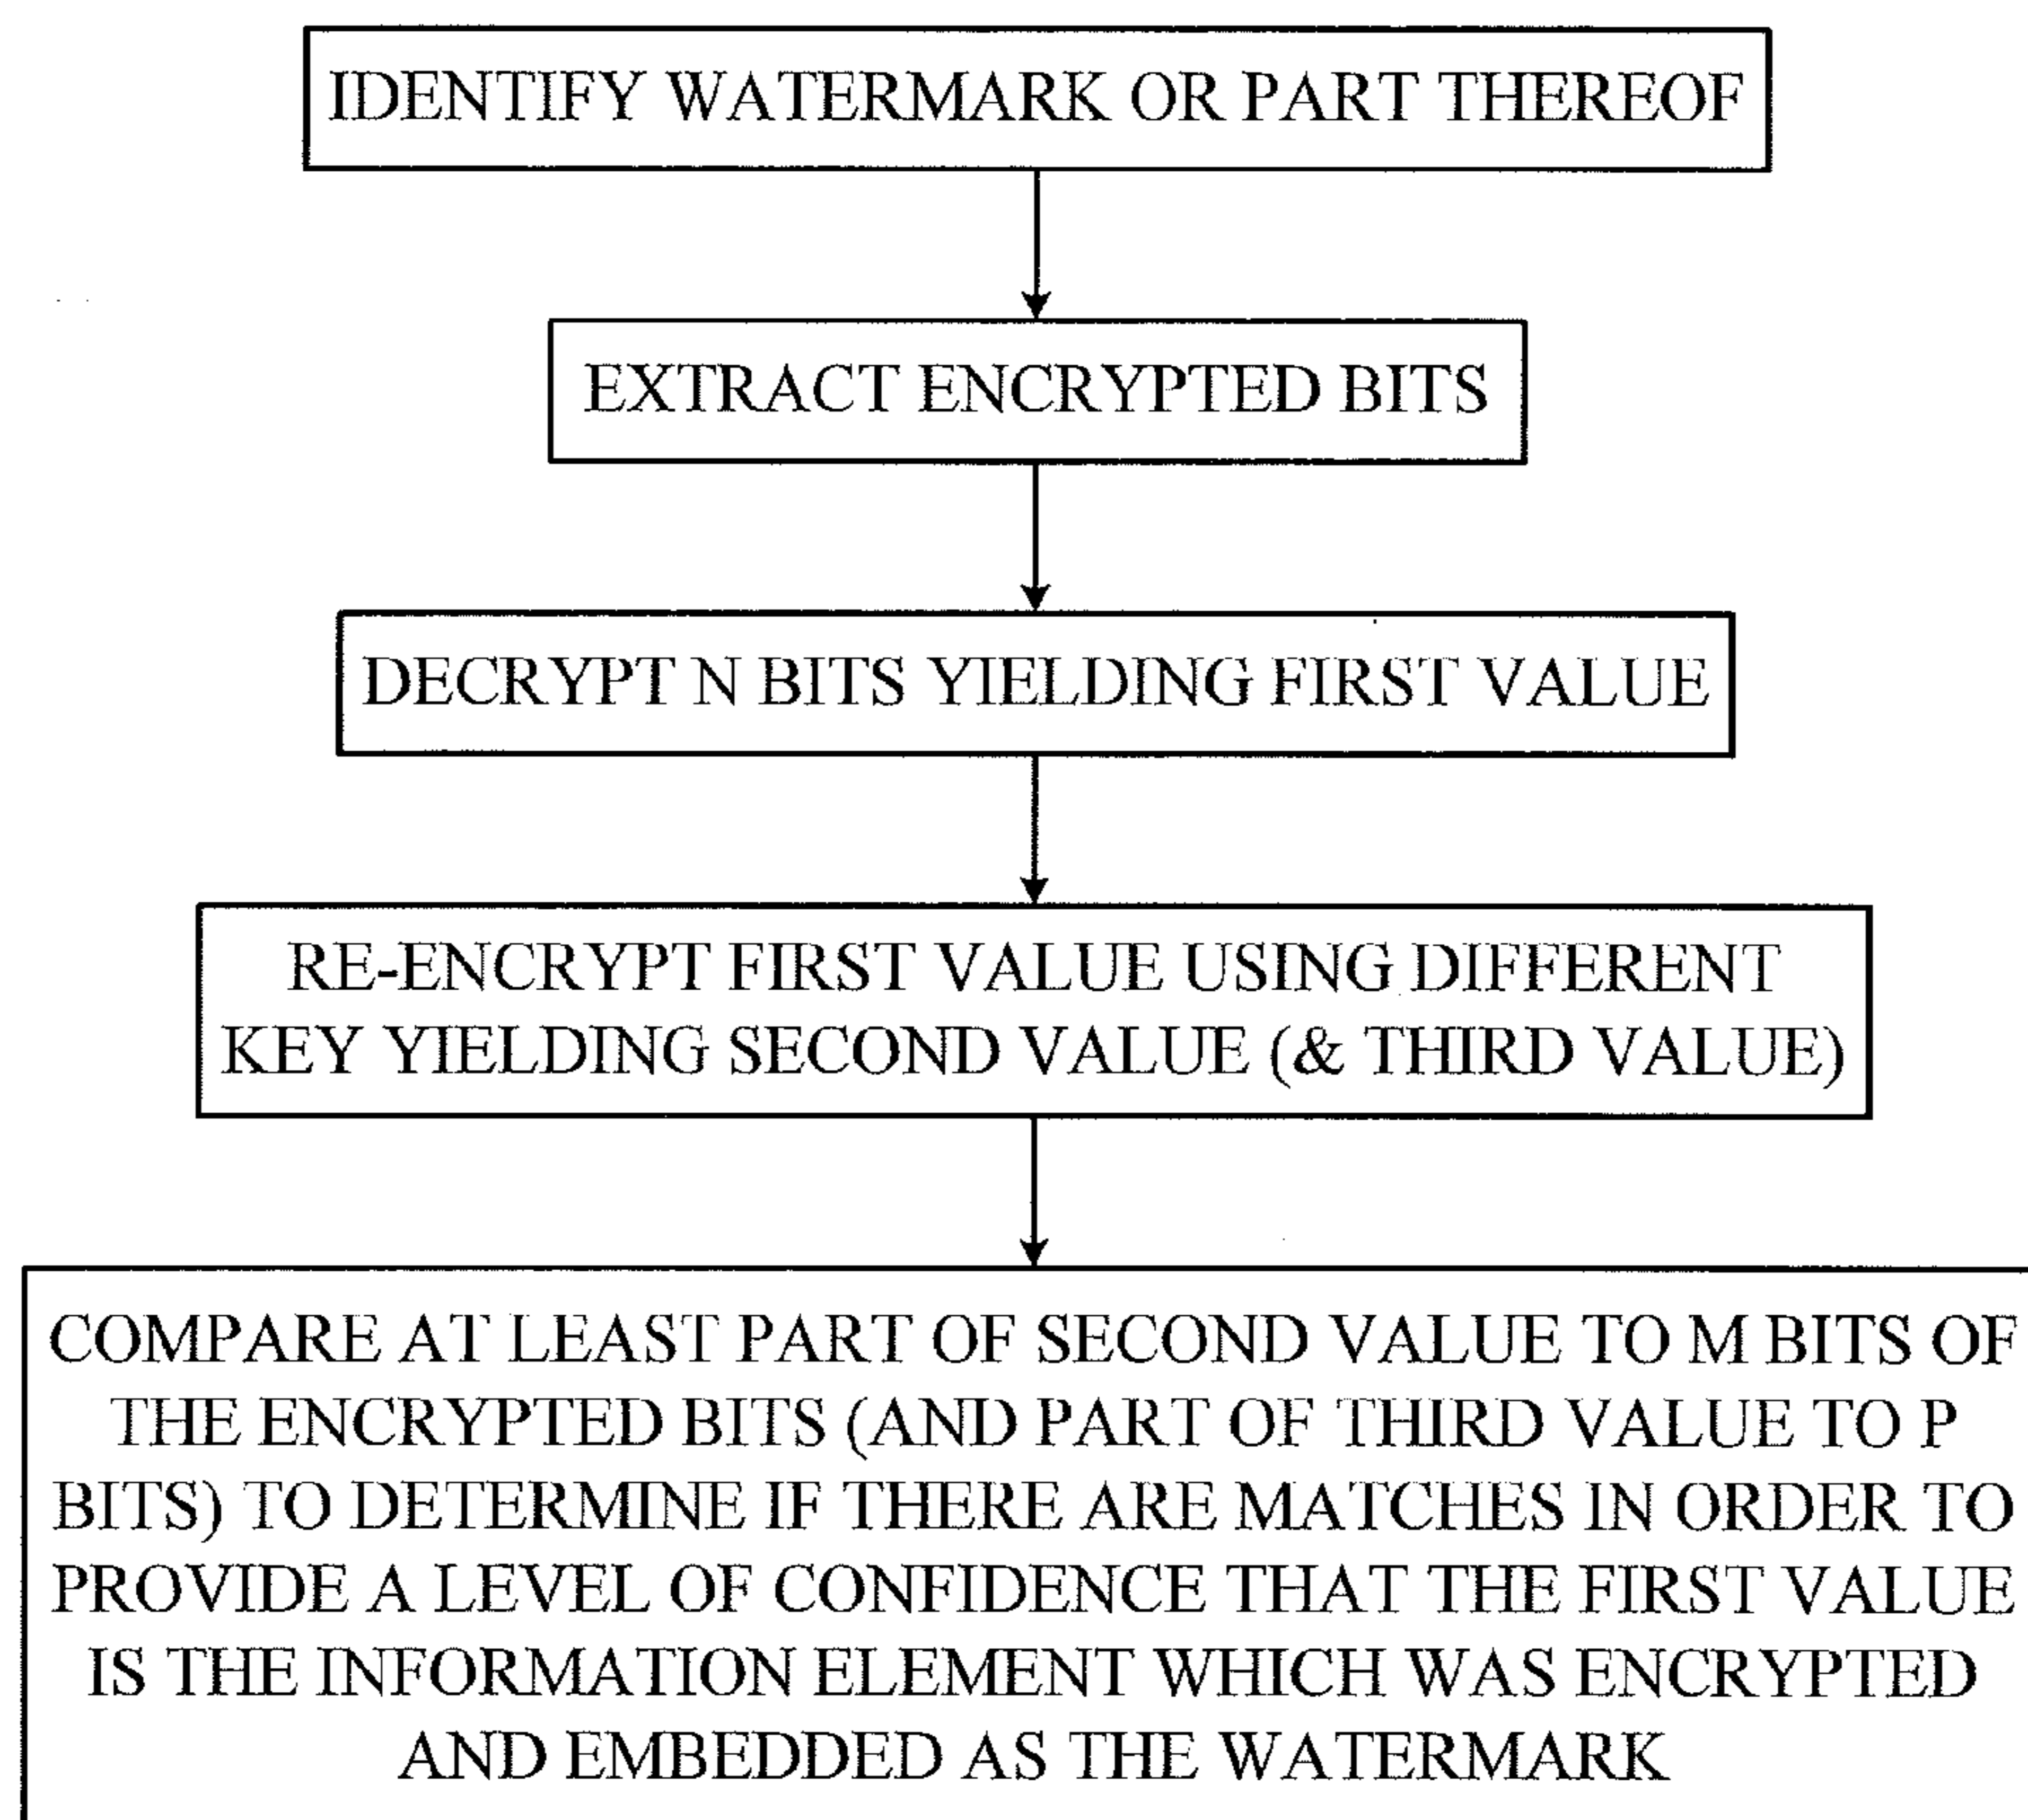 IDENTIFY WATERMARK OR PART THEREOF
EXTRACT ENCRYPTED BITS
DECRYPT N BITS YIELDING FIRST VALUE
RE-ENCRYPT FIRST VALUE USING DIFFERENT
KEY YIELDING SECOND VALUE (& THIRD VALUE)
COMPARE AT LEAST PART OF SECOND VALUE TO M BITS OF
THE ENCRYPTED BITS (AND PART OF THIRD VALUE TO P
BITS) TO DETERMINE IF THERE ARE MATCHES IN ORDER TO
PROVIDE A LEVEL OF CONFIDENCE THAT THE FIRST VALUE
IS THE INFORMATION ELEMENT WHICH WAS ENCRYPTED
AND EMBEDDED AS THE WATERMARK